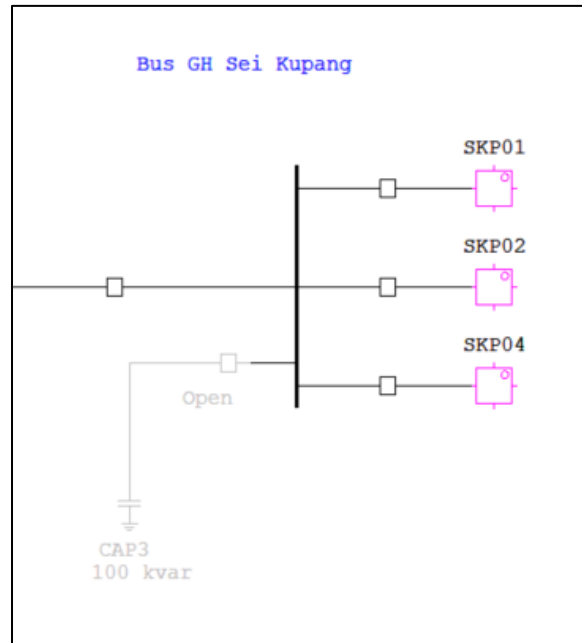 Bus GH Sei Kupang
SKP01
SKP02
SKP04
Open
CAP3
100 kvar